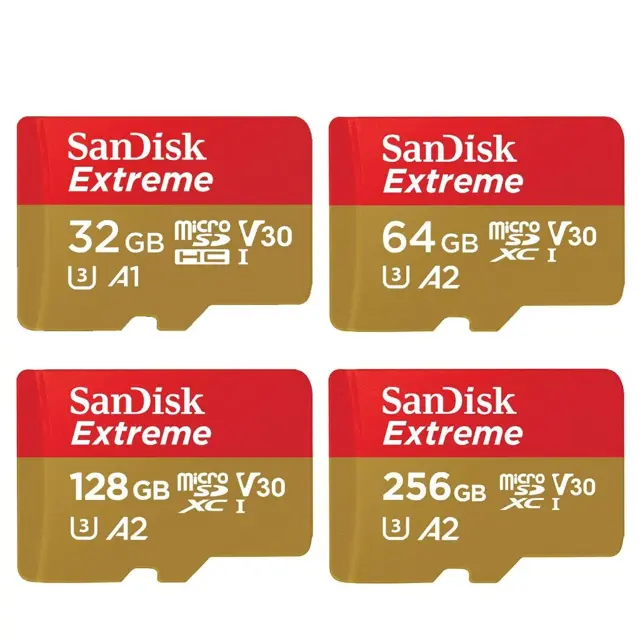 SanDisk
Extreme
32 GB micro SD HC I V30
3 A1
SanDisk
Extreme
64 GB micro SD XC I V30
3 A2
SanDisk
Extreme
128 GB micro SD XC I V30
3 A2
SanDisk
Extreme
256 GB micro SD XC I V30
3 A2